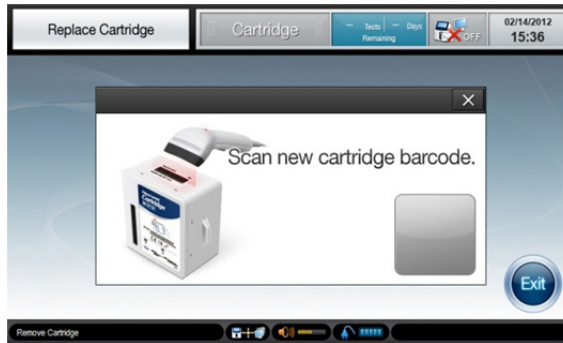 Replace Cartridge
Cartridge
– Tests – Days
Remaining
OFF
02/14/2012
15:36
Scan new cartridge barcode.
Cartridge
Exit
Remove Cartridge